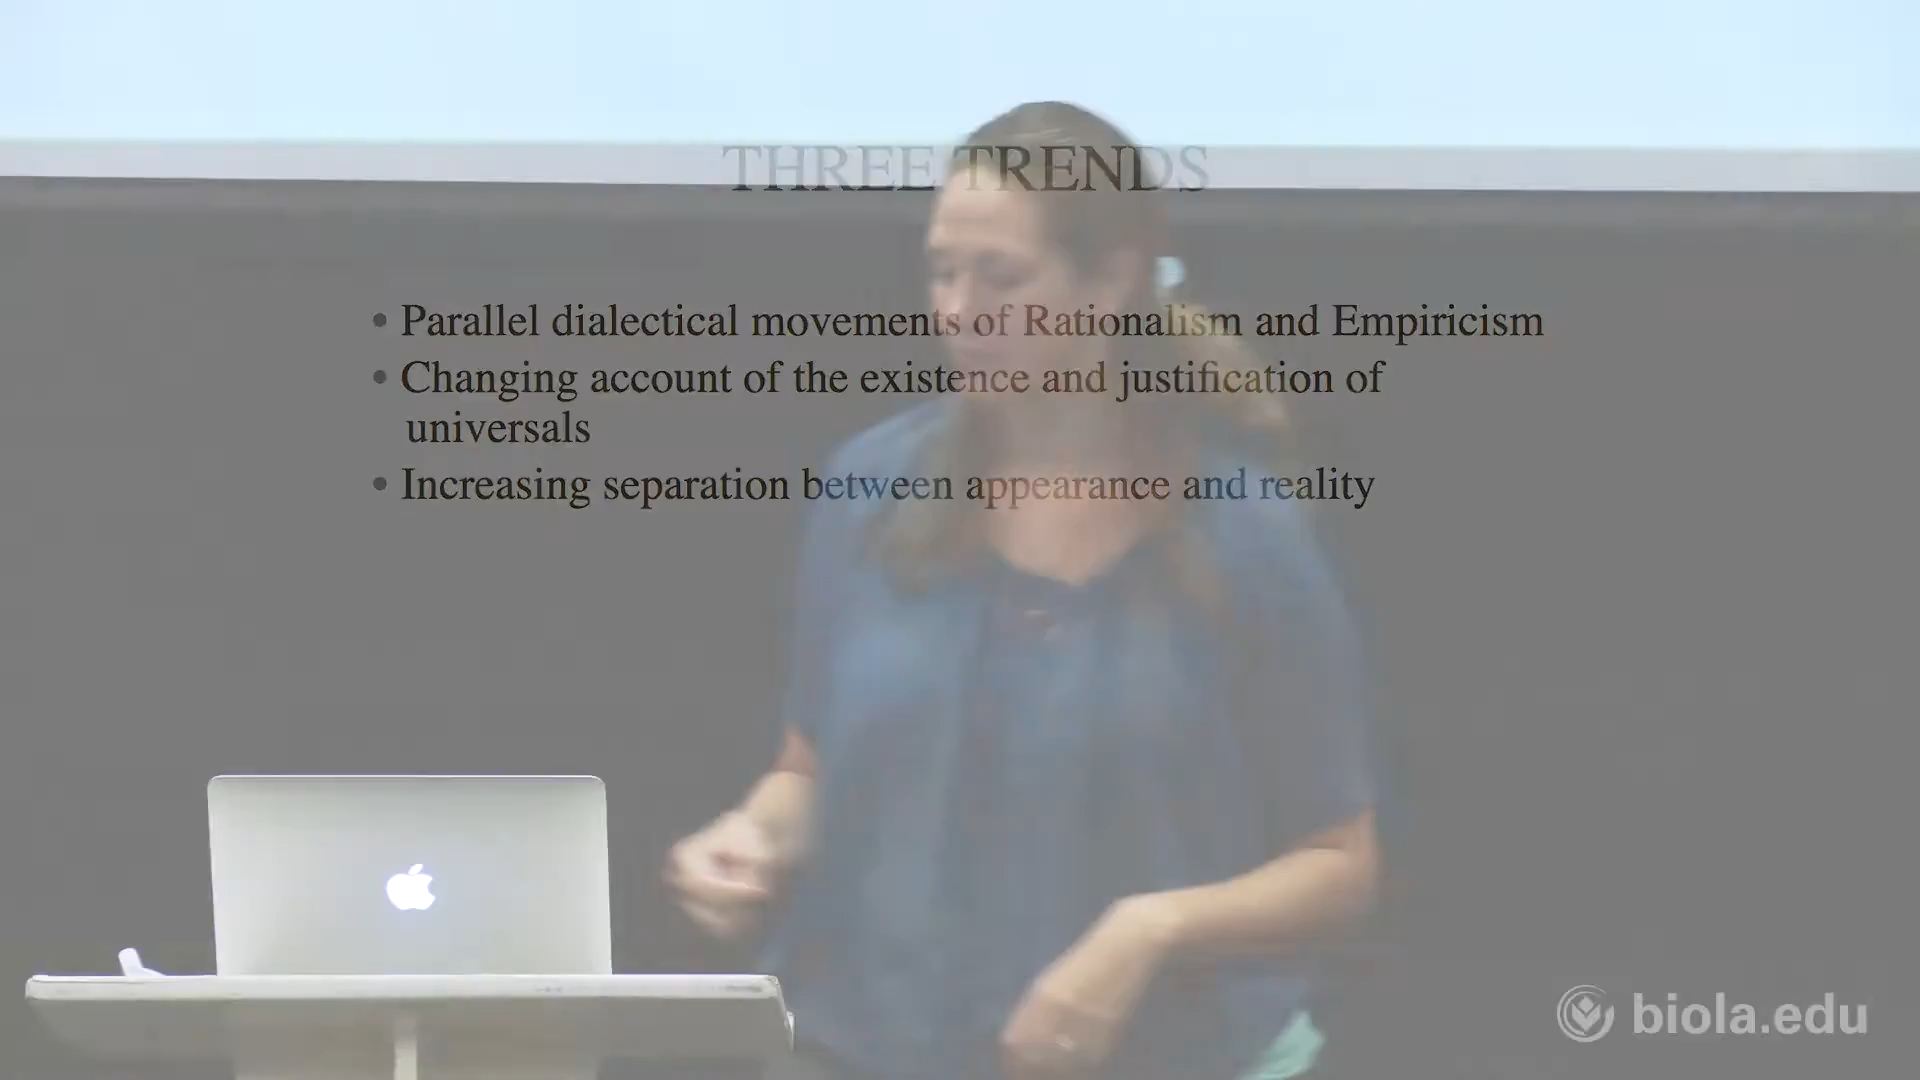 THREE TRENDS
• Parallel dialectical movements of Rationalism and Empiricism
• Changing account of the existence and justification of
universals
• Increasing separation between appearance and reality
biola.edu